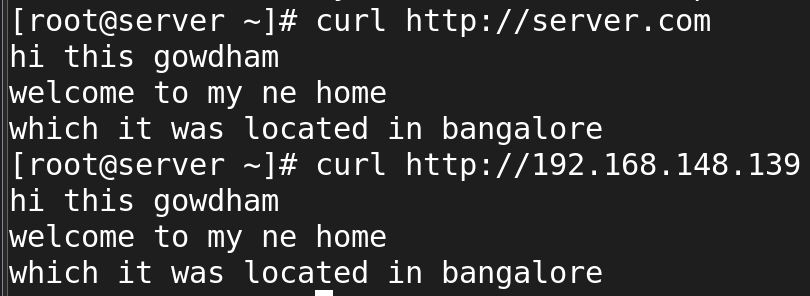 [root@server ~]# curl http://server.com
hi this gowdham
welcome to my ne home
which it was located in bangalore
[root@server ~]# curl http://192.168.148.139
hi this gowdham
welcome to my ne home
which it was located in bangalore